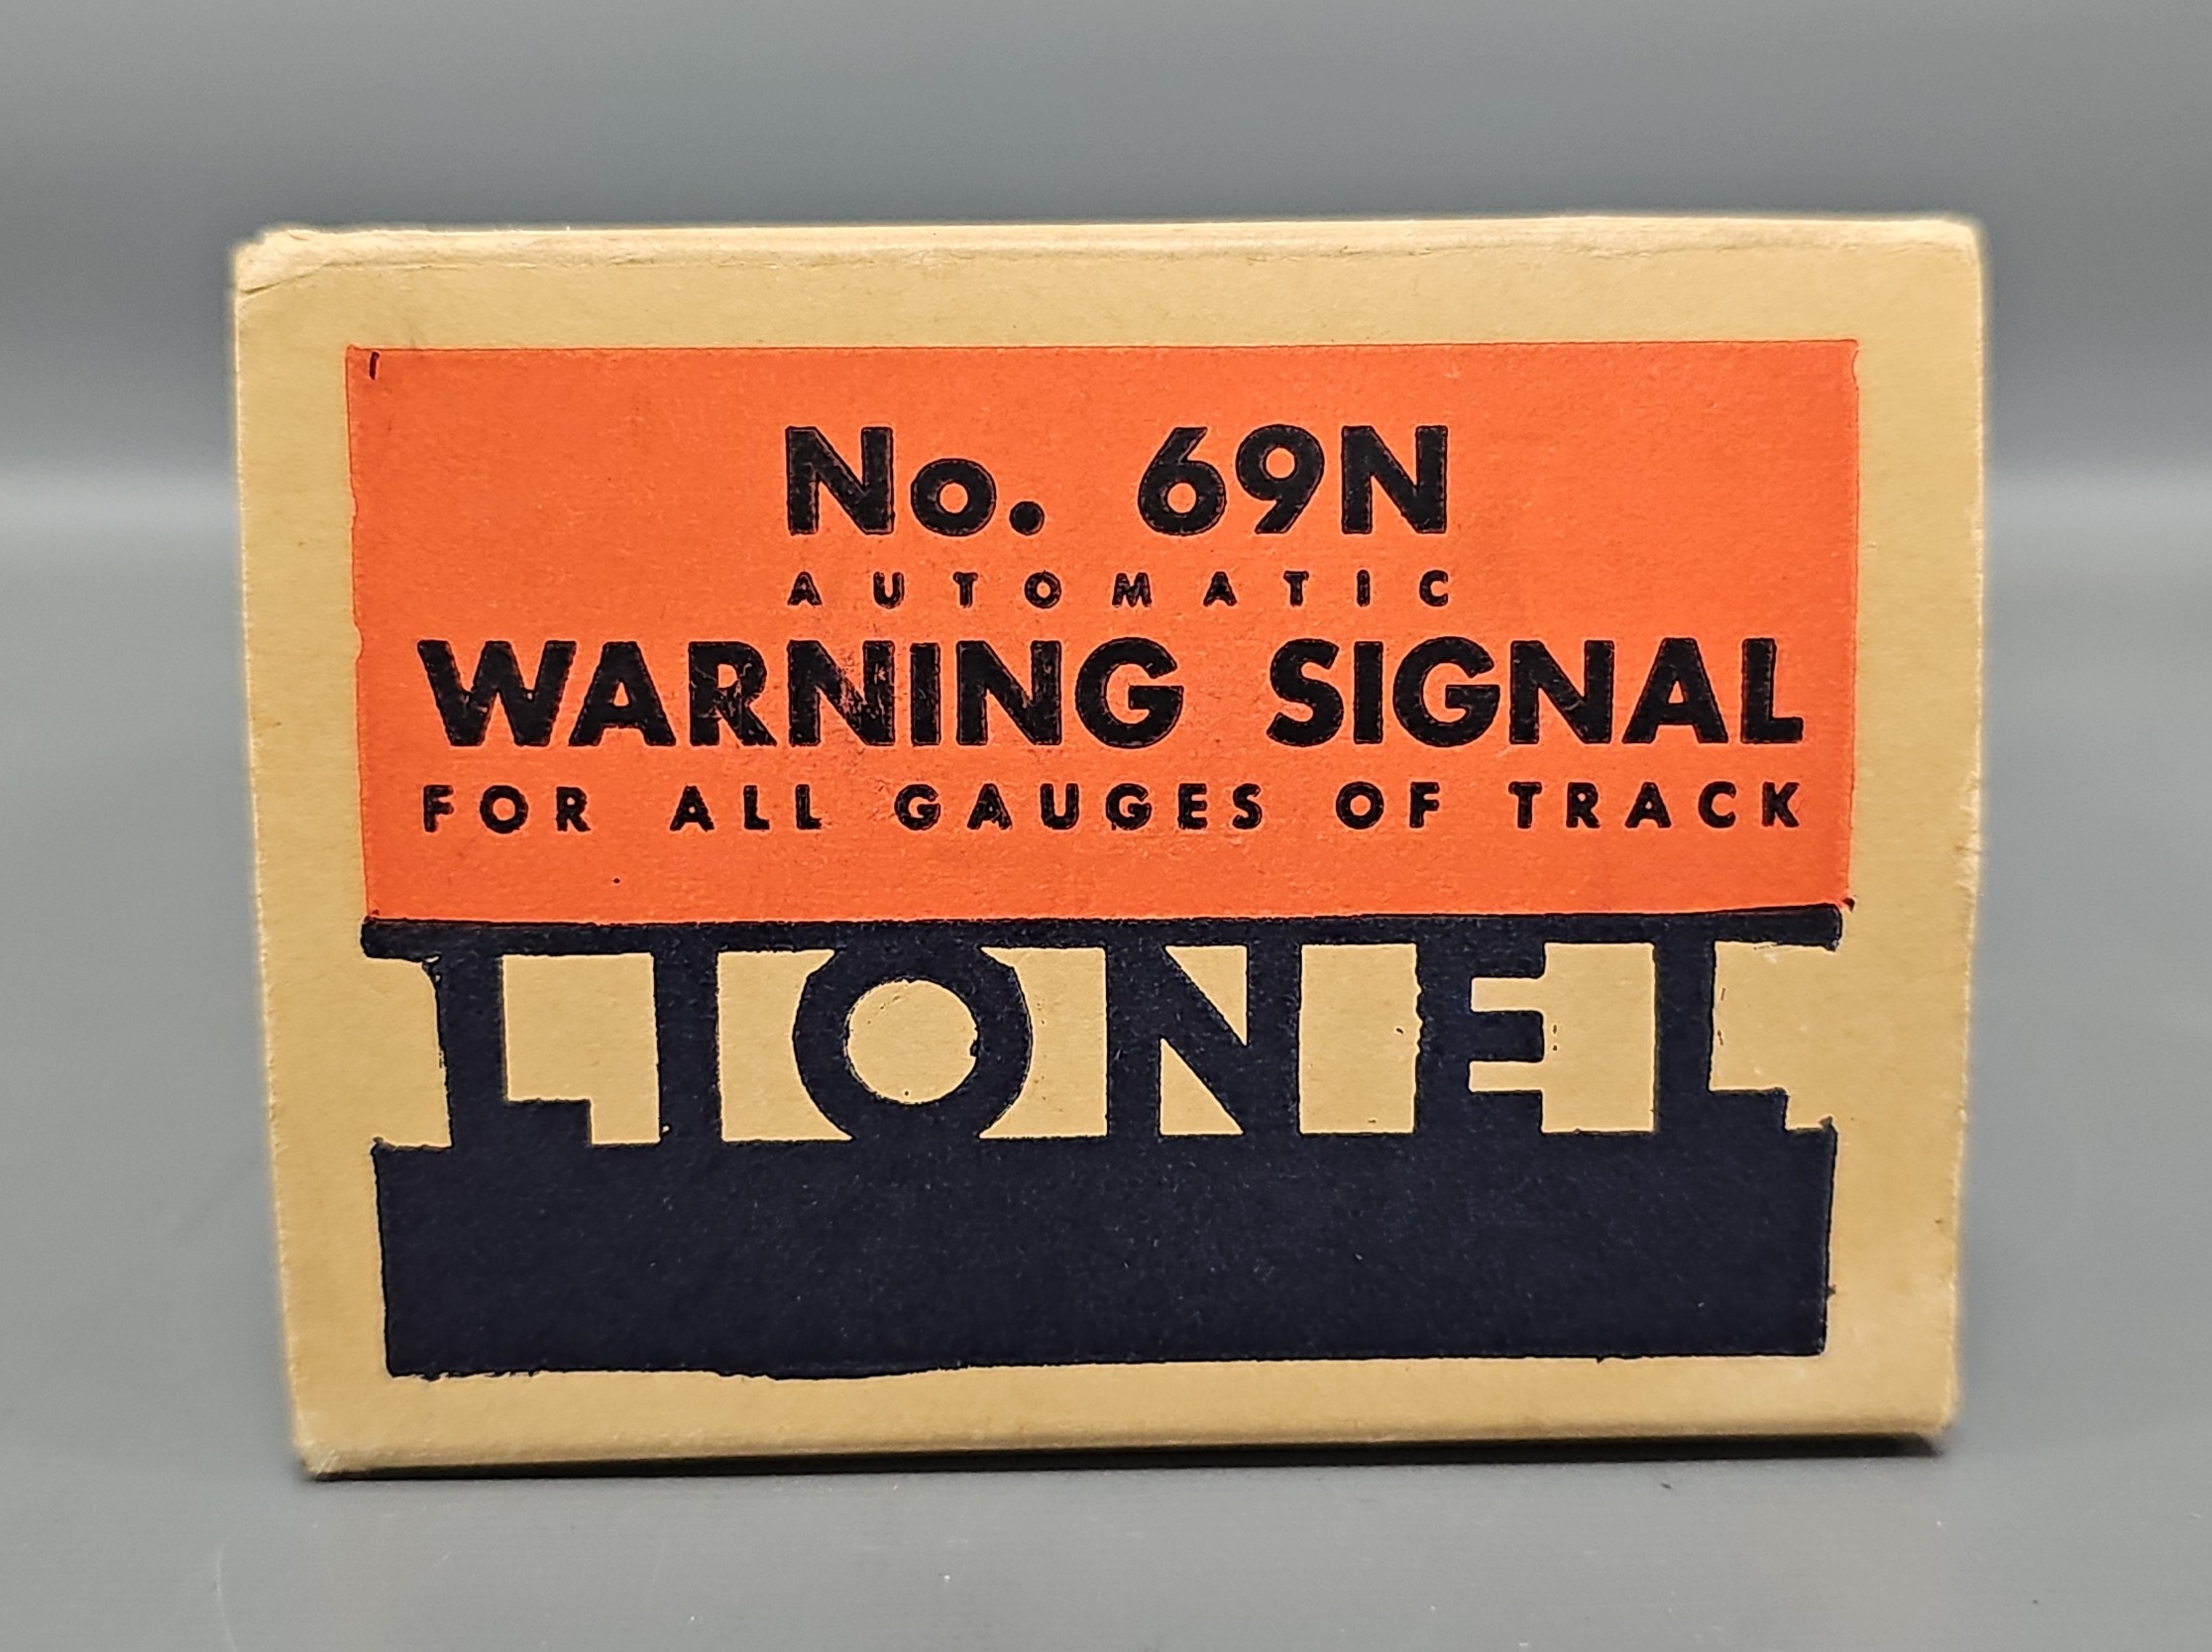 No. 69N
AUTOMATIC
WARNING SIGNAL
FOR ALL GAUGES OF TRACK
LIONEL